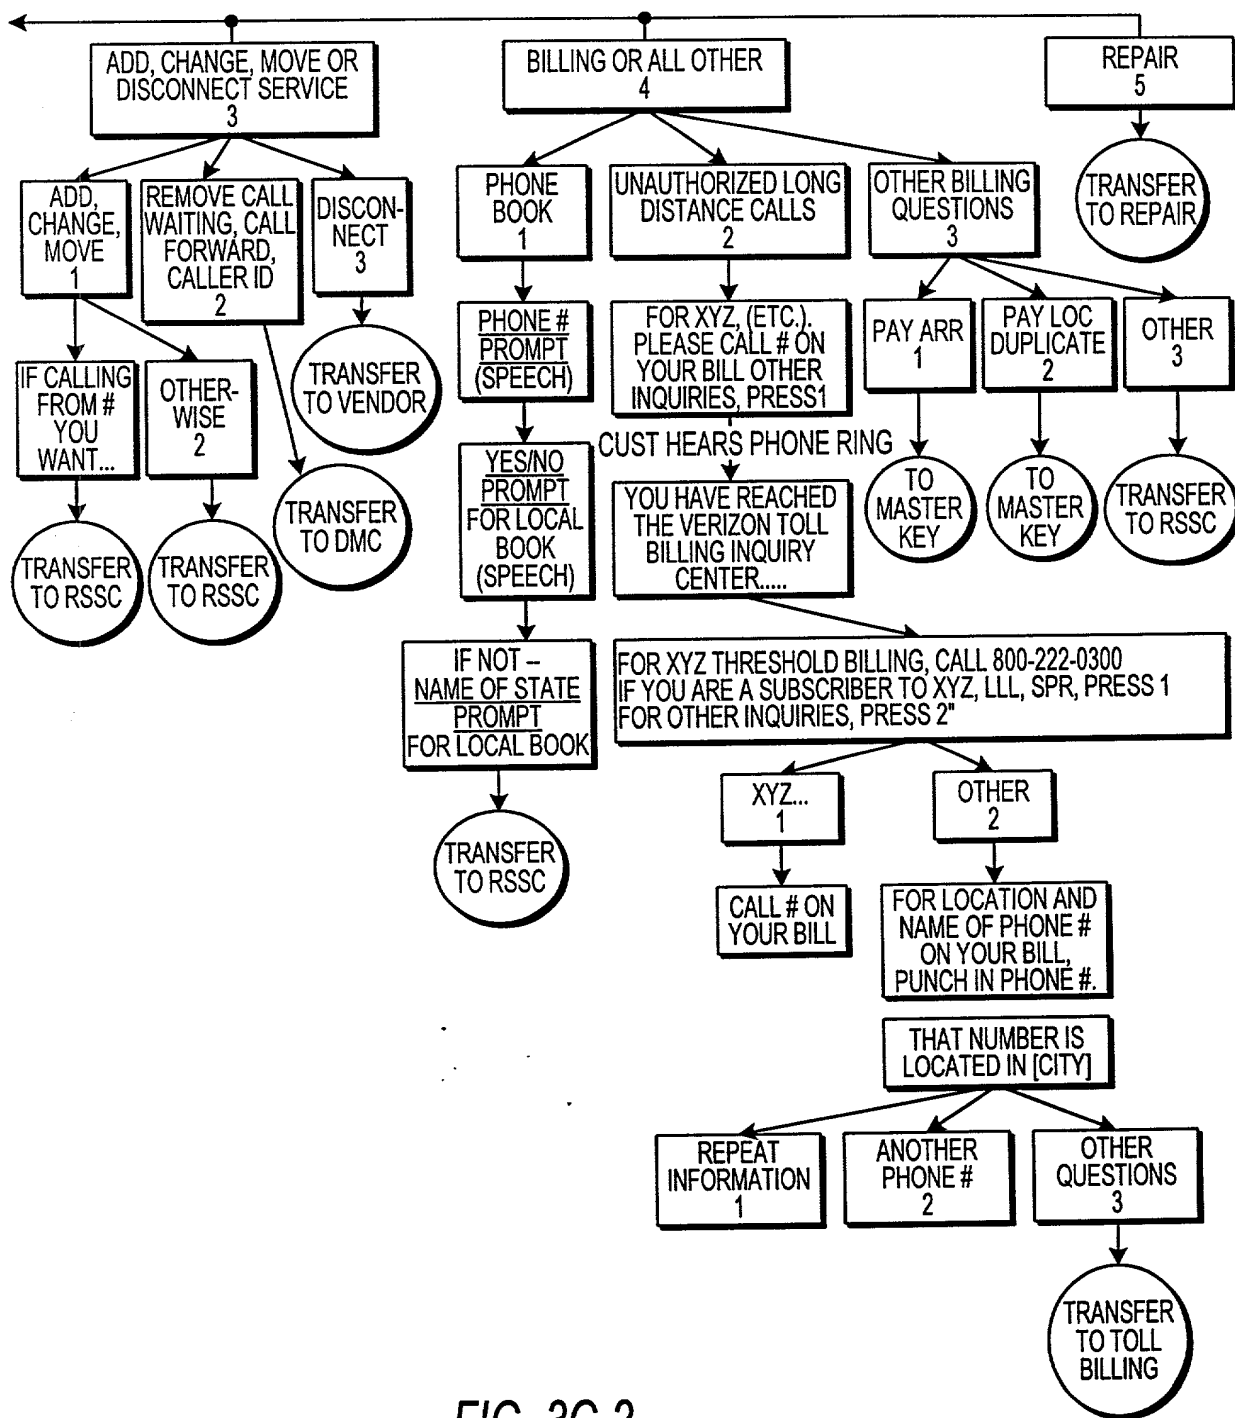 ADD, CHANGE, MOVE OR
DISCONNECT SERVICE
3
BILLING OR ALL OTHER
4
REPAIR
5
ADD,
CHANGE,
MOVE
1
REMOVE CALL
WAITING, CALL
FORWARD,
CALLER ID
2
DISCON-
NECT
3
PHONE
BOOK
1
UNAUTHORIZED LONG
DISTANCE CALLS
2
OTHER BILLING
QUESTIONS
3
TRANSFER
TO REPAIR
IF CALLING
FROM #
YOU
WANT...
OTHER-
WISE
2
TRANSFER
TO VENDOR
PHONE #
PROMPT
(SPEECH)
FOR XYZ, (ETC.).
PLEASE CALL # ON
YOUR BILL OTHER
INQUIRIES, PRESS1
PAY ARR
1
PAY LOC
DUPLICATE
2
OTHER
3
CUST HEARS PHONE RING
TRANSFER
TO RSSC
TRANSFER
TO RSSC
TRANSFER
TO DMC
YES/NO
PROMPT
FOR LOCAL
BOOK
(SPEECH)
YOU HAVE REACHED
THE VERIZON TOLL
BILLING INQUIRY
CENTER.....
TO
MASTER
KEY
TO
MASTER
KEY
TRANSFER
TO RSSC
IF NOT –
NAME OF STATE
PROMPT
FOR LOCAL BOOK
FOR XYZ THRESHOLD BILLING, CALL 800-222-0300
IF YOU ARE A SUBSCRIBER TO XYZ, LLL, SPR, PRESS 1
FOR OTHER INQUIRIES, PRESS 2"
TRANSFER
TO RSSC
XYZ...
1
OTHER
2
CALL # ON
YOUR BILL
FOR LOCATION AND
NAME OF PHONE #
ON YOUR BILL,
PUNCH IN PHONE #.
THAT NUMBER IS
LOCATED IN [CITY]
REPEAT
INFORMATION
1
ANOTHER
PHONE #
2
OTHER
QUESTIONS
3
TRANSFER
TO TOLL
BILLING